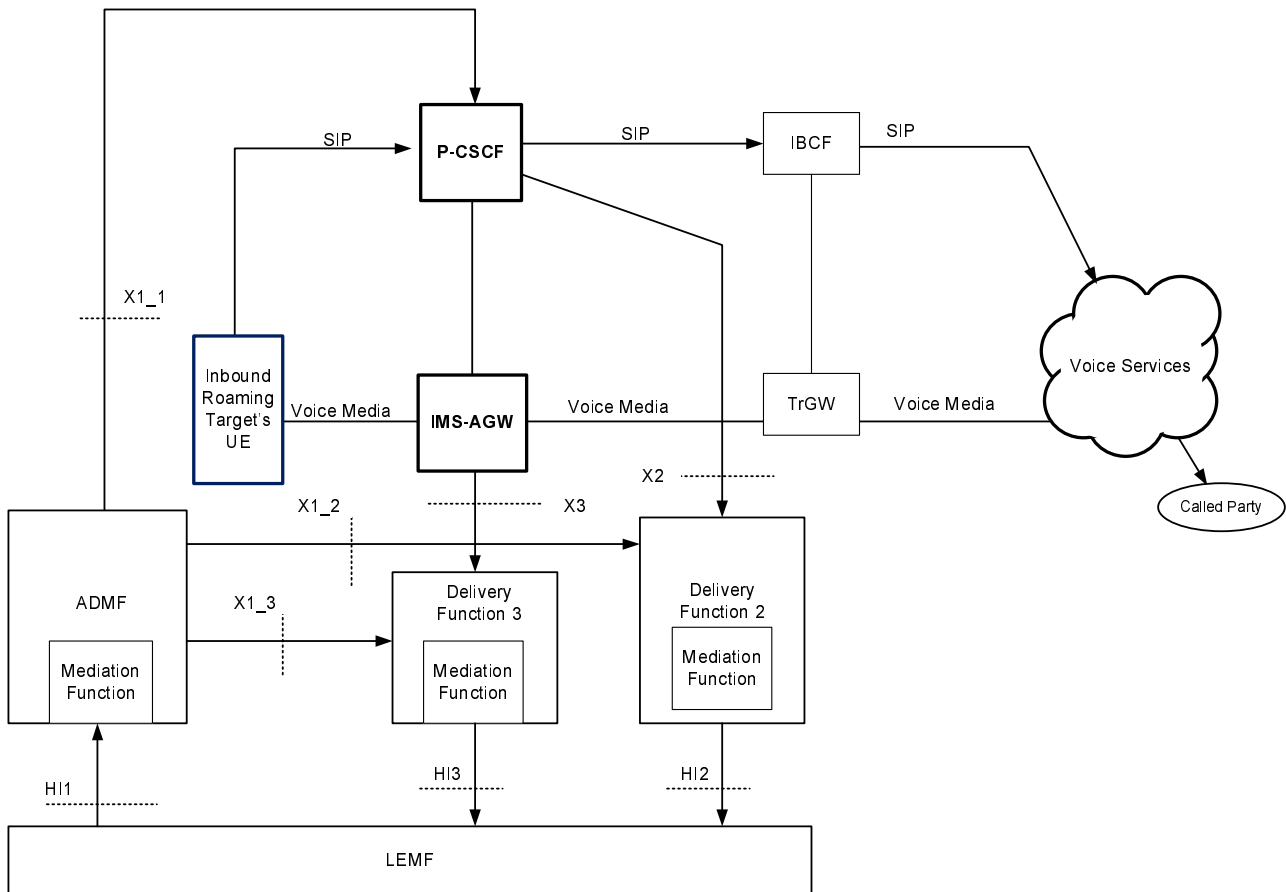 SIP
P-CSCF
SIP
IBCF
SIP
X1_1
Inbound
Roaming
Target's
UE
Voice Media
IMS-AGW
Voice Media
TrGW
Voice Media
Voice Services
X2
X1_2
X3
Called Party
ADMF
X1_3
Delivery
Function 3
Delivery
Function 2
Mediation
Function
Mediation
Function
Mediation
Function
HI1
HI3
HI2
LEMF